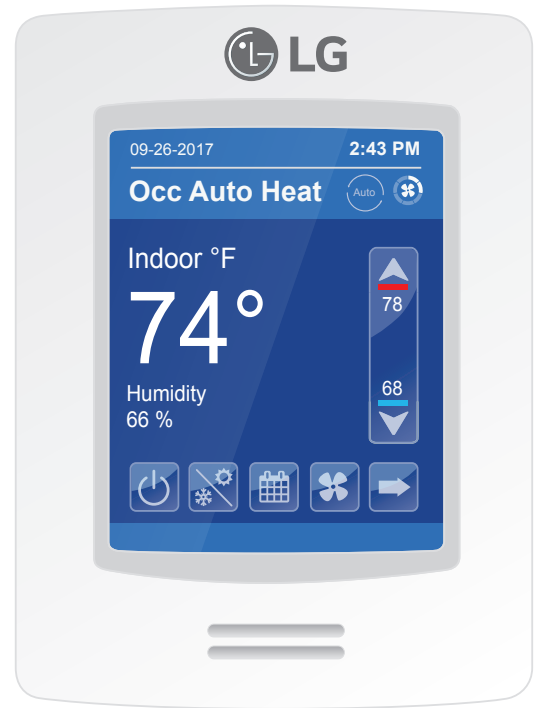 LG
09-26-2017 2:43 PM
Occ Auto Heat Auto
Indoor °F
74°
78
Humidity
66 %
68